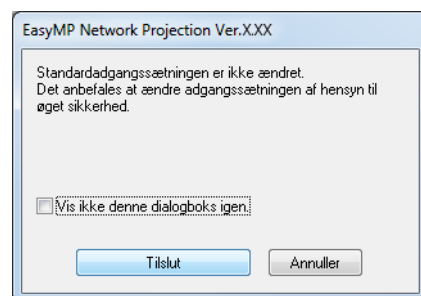 EasyMP Network Projection Ver.X.XX
Standardadgangssætningen er ikke ændret.
Det anbefales at ændre adgangssætningen af hensyn til
øget sikkerhed.
Vis ikke denne dialogboks igen.
Tilslut
Annuller